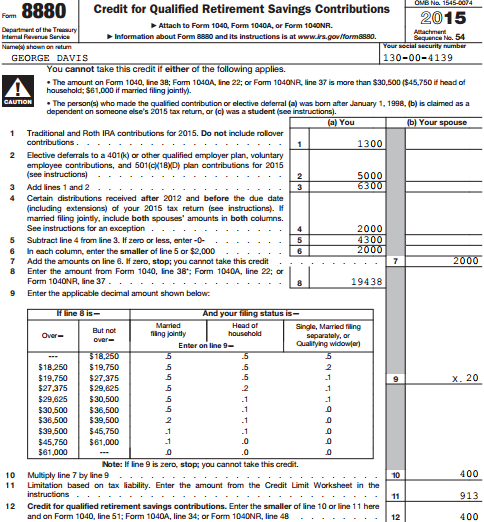 Form 8880
Department of the Treasury
Internal Revenue Service
Credit for Qualified Retirement Savings Contributions
▶ Attach to Form 1040, Form 1040A, or Form 1040NR.
▶ Information about Form 8880 and its instructions is at www.irs.gov/form8880.
OMB No. 1545-0074
2015
Attachment
Sequence No. 54
Name(s) shown on return
GEORGE DAVIS
Your social security number
130-00-4139
CAUTION
You cannot take this credit if either of the following applies.
• The amount on Form 1040, line 38; Form 1040A, line 22; or Form 1040NR, line 37 is more than $30,500 ($45,750 if head of
household; $61,000 if married filing jointly).
• The person(s) who made the qualified contribution or elective deferral (a) was born after January 1, 1998, (b) is claimed as a
dependent on someone else's 2015 tax return, or (c) was a student (see instructions).
(a) You (b) Your spouse
1 Traditional and Roth IRA contributions for 2015. Do not include rollover
contributions . . . 1 1300
2 Elective deferrals to a 401(k) or other qualified employer plan, voluntary
employee contributions, and 501(c)(18)(D) plan contributions for 2015
(see instructions) . . . 2 5000
3 Add lines 1 and 2 . . . 3 6300
4 Certain distributions received after 2012 and before the due date
(including extensions) of your 2015 tax return (see instructions). If
married filing jointly, include both spouses' amounts in both columns.
See instructions for an exception . . . 4 2000
5 Subtract line 4 from line 3. If zero or less, enter -0- . . . 5 4300
6 In each column, enter the smaller of line 5 or $2,000 . . . 6 2000
7 Add the amounts on line 6. If zero, stop; you cannot take this credit . . . 7 2000
8 Enter the amount from Form 1040, line 38*; Form 1040A, line 22; or
Form 1040NR, line 37 . . . 8 19438
9 Enter the applicable decimal amount shown below:
If line 8 is— And your filing status is—
Over— But not over— Married filing jointly Head of household Single, Married filing separately, or Qualifying widow(er)
Enter on line 9—
--- $18,250 .5 .5 .5
$18,250 $19,750 .5 .5 .2
$19,750 $27,375 .5 .5 .1
$27,375 $29,625 .5 .2 .1
$29,625 $30,500 .5 .1 .1
$30,500 $36,500 .5 .1 .0
$36,500 $39,500 .2 .1 .0
$39,500 $45,750 .1 .1 .0
$45,750 $61,000 .1 .0 .0
$61,000 --- .0 .0 .0
9 X. 20
Note: If line 9 is zero, stop; you cannot take this credit.
10 Multiply line 7 by line 9 . . . 10 400
11 Limitation based on tax liability. Enter the amount from the Credit Limit Worksheet in the
instructions . . . 11 913
12 Credit for qualified retirement savings contributions. Enter the smaller of line 10 or line 11 here
and on Form 1040, line 51; Form 1040A, line 34; or Form 1040NR, line 48 . . . 12 400